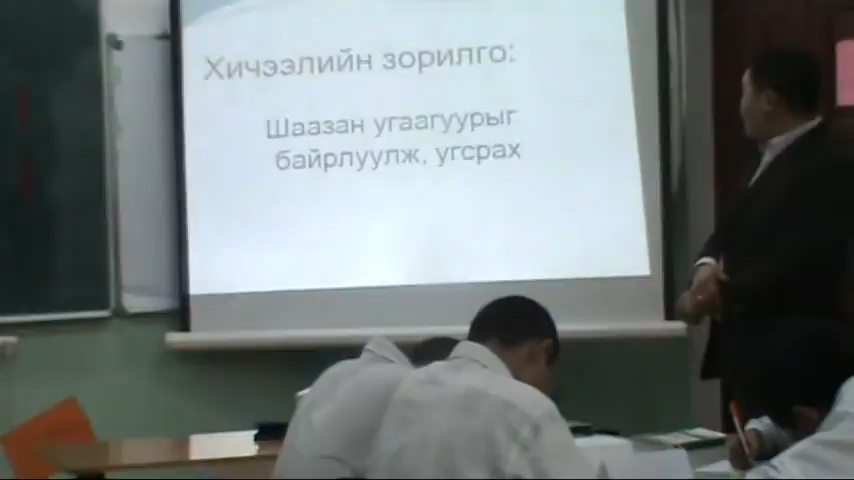 Хичээлийн зорилго:
Шаазан угаагуурыг
байрлуулж, угсрах